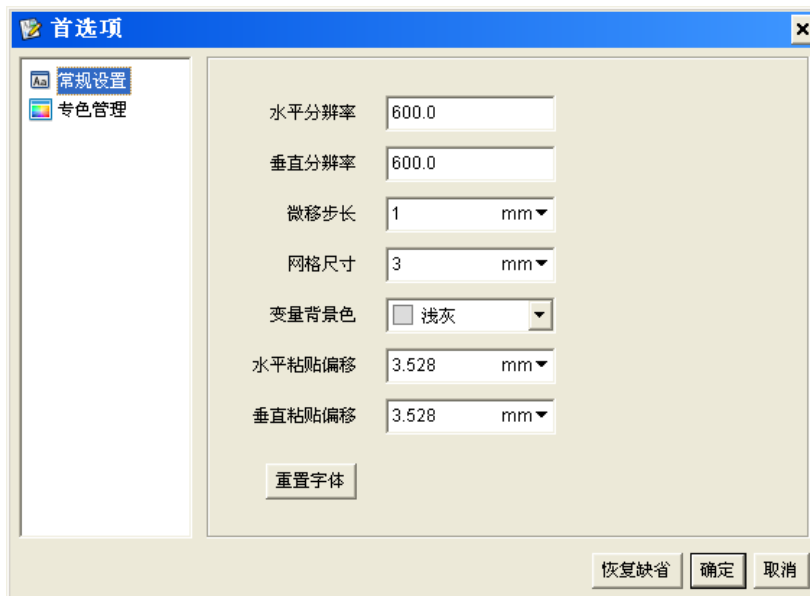 首选项
常规设置
专色管理
水平分辨率 600.0
垂直分辨率 600.0
微移步长 1 mm
网格尺寸 3 mm
变量背景色 浅灰
水平粘贴偏移 3.528 mm
垂直粘贴偏移 3.528 mm
重置字体
恢复缺省 确定 取消